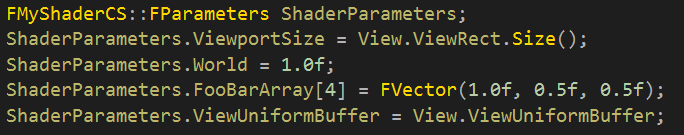 FMyShaderCS::FParameters ShaderParameters;
ShaderParameters.ViewportSize = View.ViewRect.Size();
ShaderParameters.World = 1.0f;
ShaderParameters.FooBarArray[4] = FVector(1.0f, 0.5f, 0.5f);
ShaderParameters.ViewUniformBuffer = View.ViewUniformBuffer;